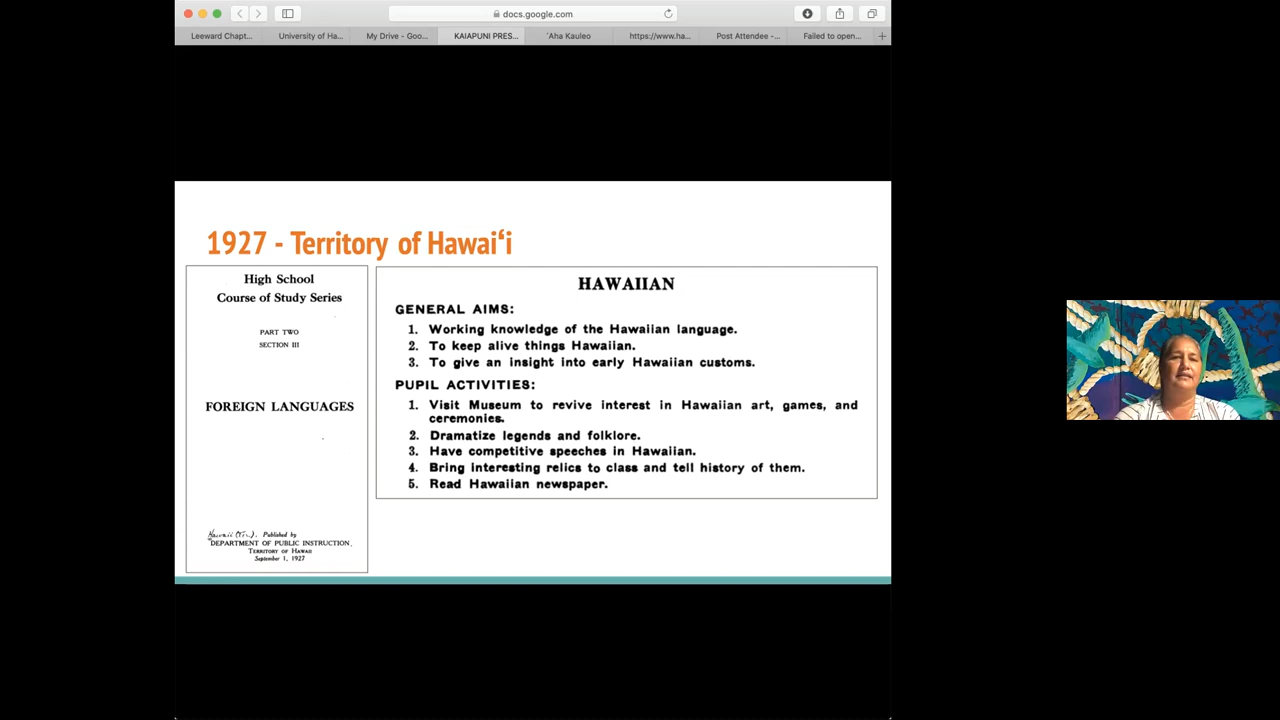 docs.google.com
Leeward Chapt...
University of Ha...
My Drive - Goo...
KAIAPUNI PRES...
ʻAha Kauleo
https://www.ha...
Post Attendee -...
Failed to open...
1927 - Territory of Hawaiʻi
High School
Course of Study Series
PART TWO
SECTION III
FOREIGN LANGUAGES
Hawaii (Ter.). Published by
DEPARTMENT OF PUBLIC INSTRUCTION,
TERRITORY OF HAWAII
September 1, 1927
HAWAIIAN
GENERAL AIMS:
1. Working knowledge of the Hawaiian language.
2. To keep alive things Hawaiian.
3. To give an insight into early Hawaiian customs.
PUPIL ACTIVITIES:
1. Visit Museum to revive interest in Hawaiian art, games, and
ceremonies.
2. Dramatize legends and folklore.
3. Have competitive speeches in Hawaiian.
4. Bring interesting relics to class and tell history of them.
5. Read Hawaiian newspaper.